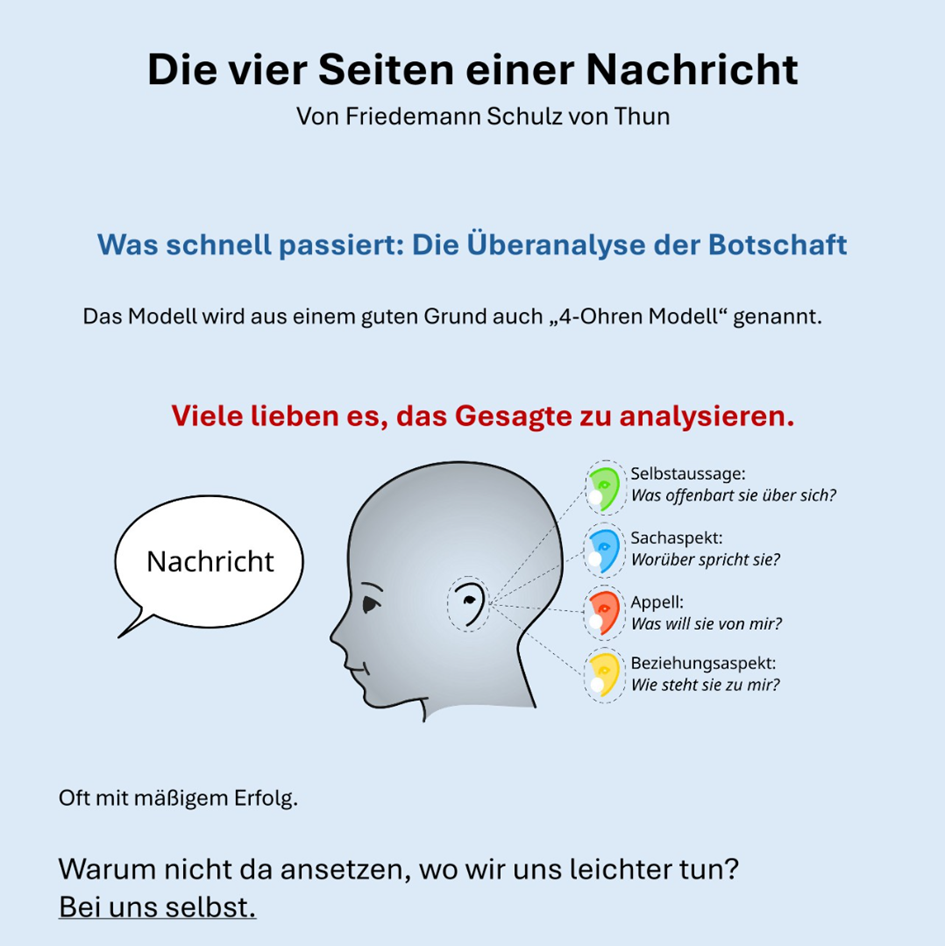 Die vier Seiten einer Nachricht
Von Friedemann Schulz von Thun
Was schnell passiert: Die Überanalyse der Botschaft
Das Modell wird aus einem guten Grund auch „4-Ohren Modell“ genannt.
Viele lieben es, das Gesagte zu analysieren.
Nachricht
Selbstaussage:
Was offenbart sie über sich?
Sachaspekt:
Worüber spricht sie?
Appell:
Was will sie von mir?
Beziehungsaspekt:
Wie steht sie zu mir?
Oft mit mäßigem Erfolg.
Warum nicht da ansetzen, wo wir uns leichter tun?
Bei uns selbst.